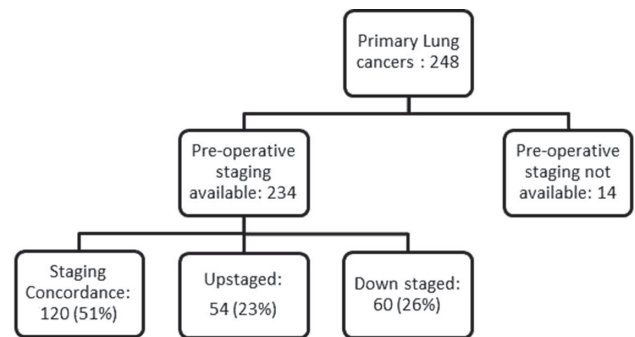 Primary Lung
cancers : 248
Pre-operative
staging
available: 234
Pre-operative
staging not
available: 14
Staging
Concordance:
120 (51%)
Upstaged:
54 (23%)
Down staged:
60 (26%)